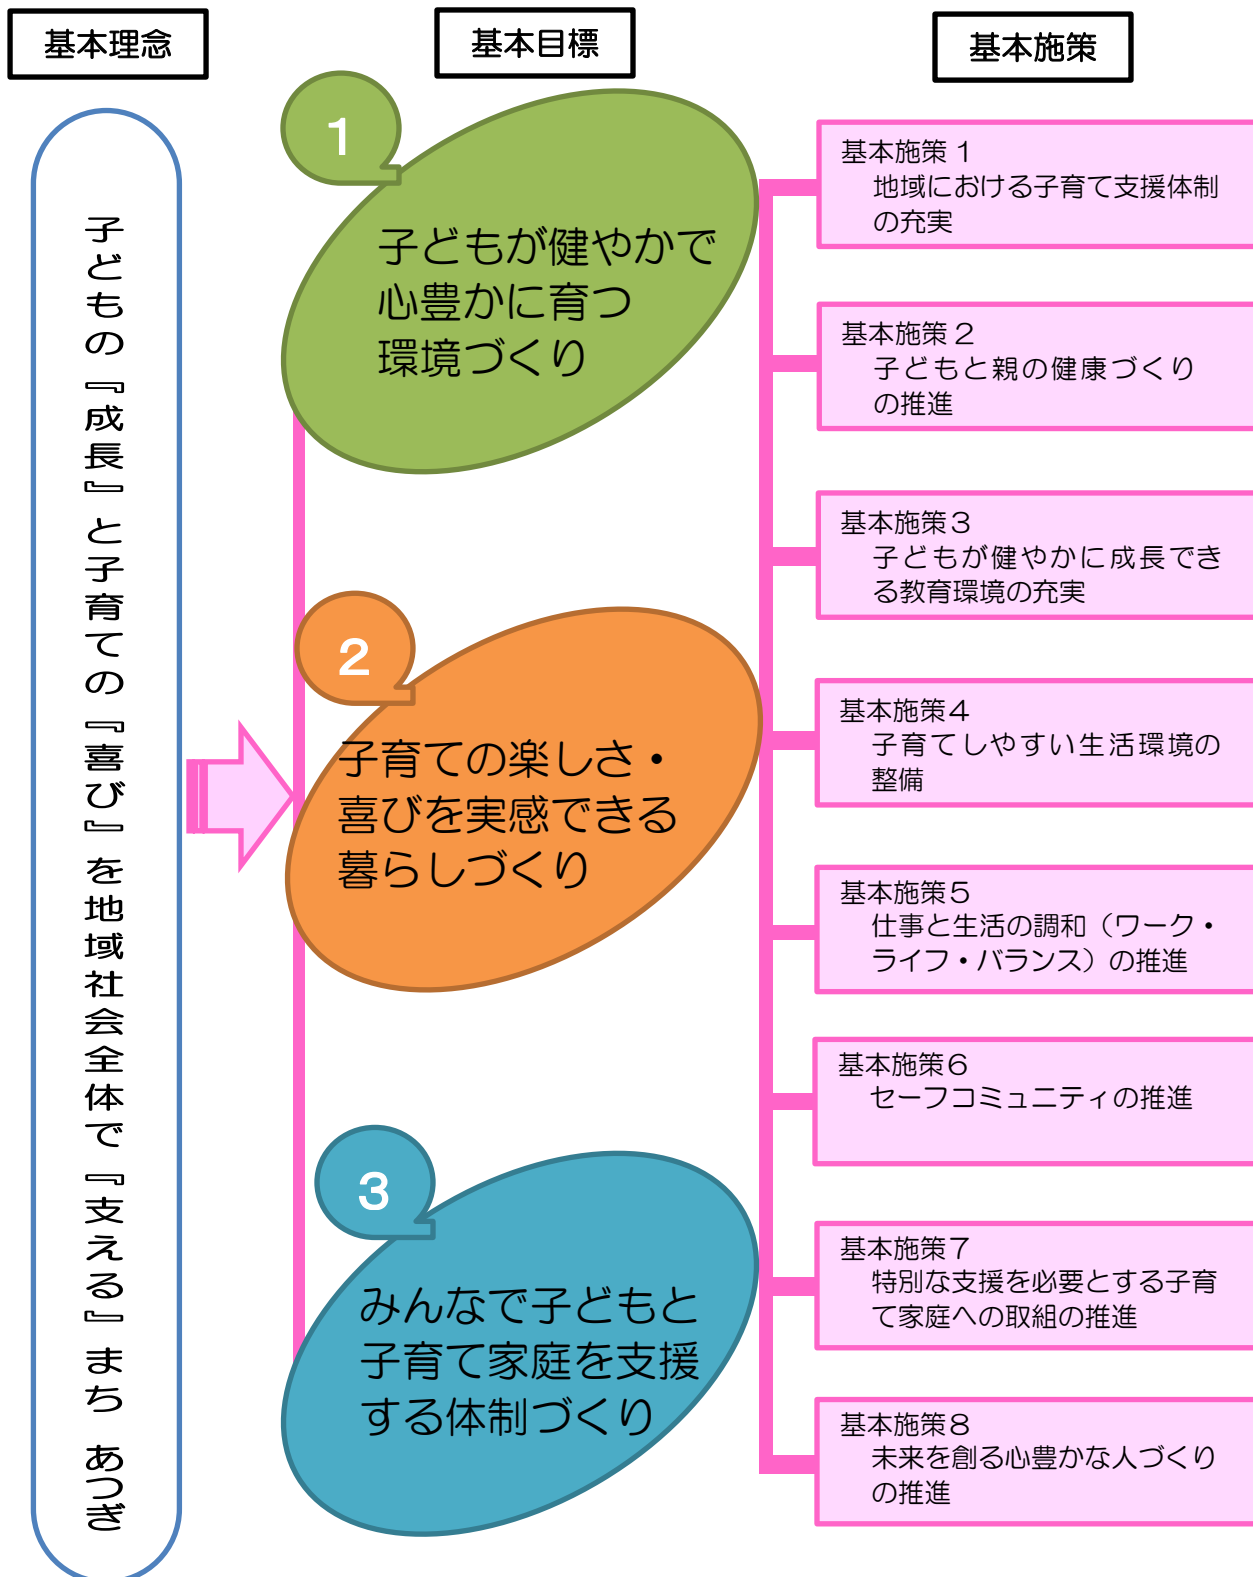 基本理念
基本目標
基本施策
子どもの『成長』と子育ての『喜び』を地域社会全体で『支える』まち あつぎ
1
子どもが健やかで
心豊かに育つ
環境づくり
2
子育ての楽しさ・
喜びを実感できる
暮らしづくり
3
みんなで子どもと
子育て家庭を支援
する体制づくり
基本施策１
地域における子育て支援体制
の充実
基本施策２
子どもと親の健康づくり
の推進
基本施策３
子どもが健やかに成長でき
る教育環境の充実
基本施策４
子育てしやすい生活環境の
整備
基本施策５
仕事と生活の調和（ワーク・
ライフ・バランス）の推進
基本施策６
セーフコミュニティの推進
基本施策７
特別な支援を必要とする子育
て家庭への取組の推進
基本施策８
未来を創る心豊かな人づくり
の推進